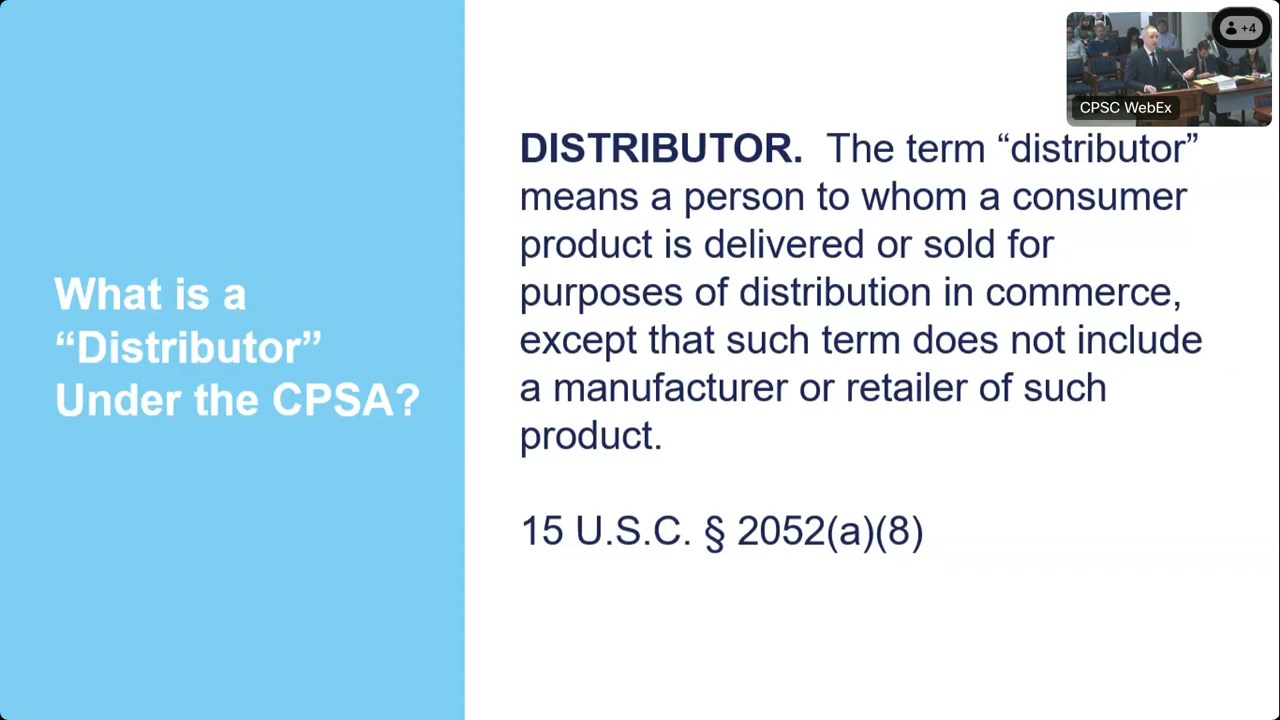 +4
CPSC WebEx
What is a
“Distributor”
Under the CPSA?
DISTRIBUTOR.  The term “distributor”
means a person to whom a consumer
product is delivered or sold for
purposes of distribution in commerce,
except that such term does not include
a manufacturer or retailer of such
product.
15 U.S.C. § 2052(a)(8)